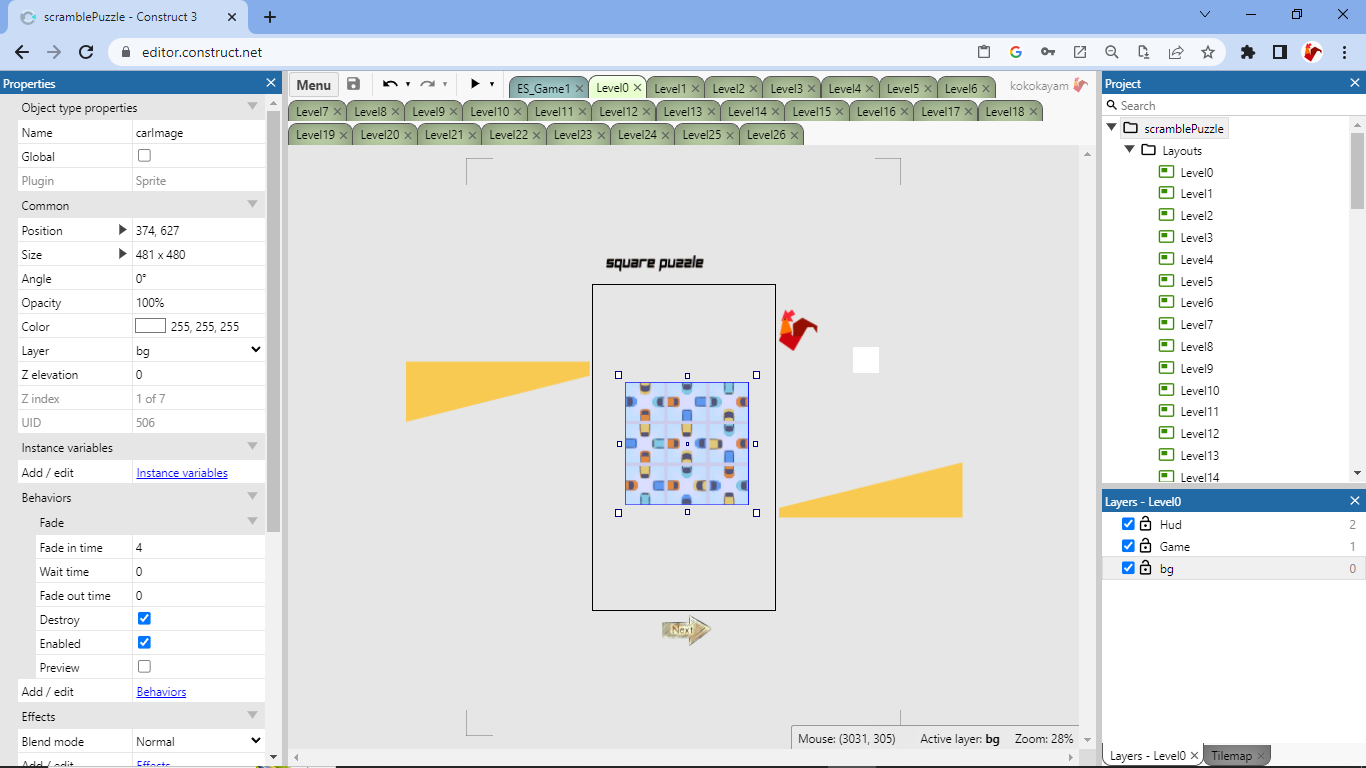 scramblePuzzle - Construct 3
editor.construct.net
Properties
Object type properties
Name carImage
Global
Plugin Sprite
Common
Position 374, 627
Size 481 x 480
Angle 0°
Opacity 100%
Color 255, 255, 255
Layer bg
Z elevation 0
Z index 1 of 7
UID 506
Instance variables
Add / edit Instance variables
Behaviors
Fade
Fade in time 4
Wait time 0
Fade out time 0
Destroy
Enabled
Preview
Add / edit Behaviors
Effects
Blend mode Normal
Add / edit Effects
Menu
ES_Game1 Level0 Level1 Level2 Level3 Level4 Level5 Level6 kokokayam
Level7 Level8 Level9 Level10 Level11 Level12 Level13 Level14 Level15 Level16 Level17 Level18
Level19 Level20 Level21 Level22 Level23 Level24 Level25 Level26
square puzzle
Next
Mouse: (3031, 305) Active layer: bg Zoom: 28%
Project
Search
scramblePuzzle
Layouts
Level0
Level1
Level2
Level3
Level4
Level5
Level6
Level7
Level8
Level9
Level10
Level11
Level12
Level13
Level14
Layers - Level0
Hud 2
Game 1
bg 0
Layers - Level0 Tilemap